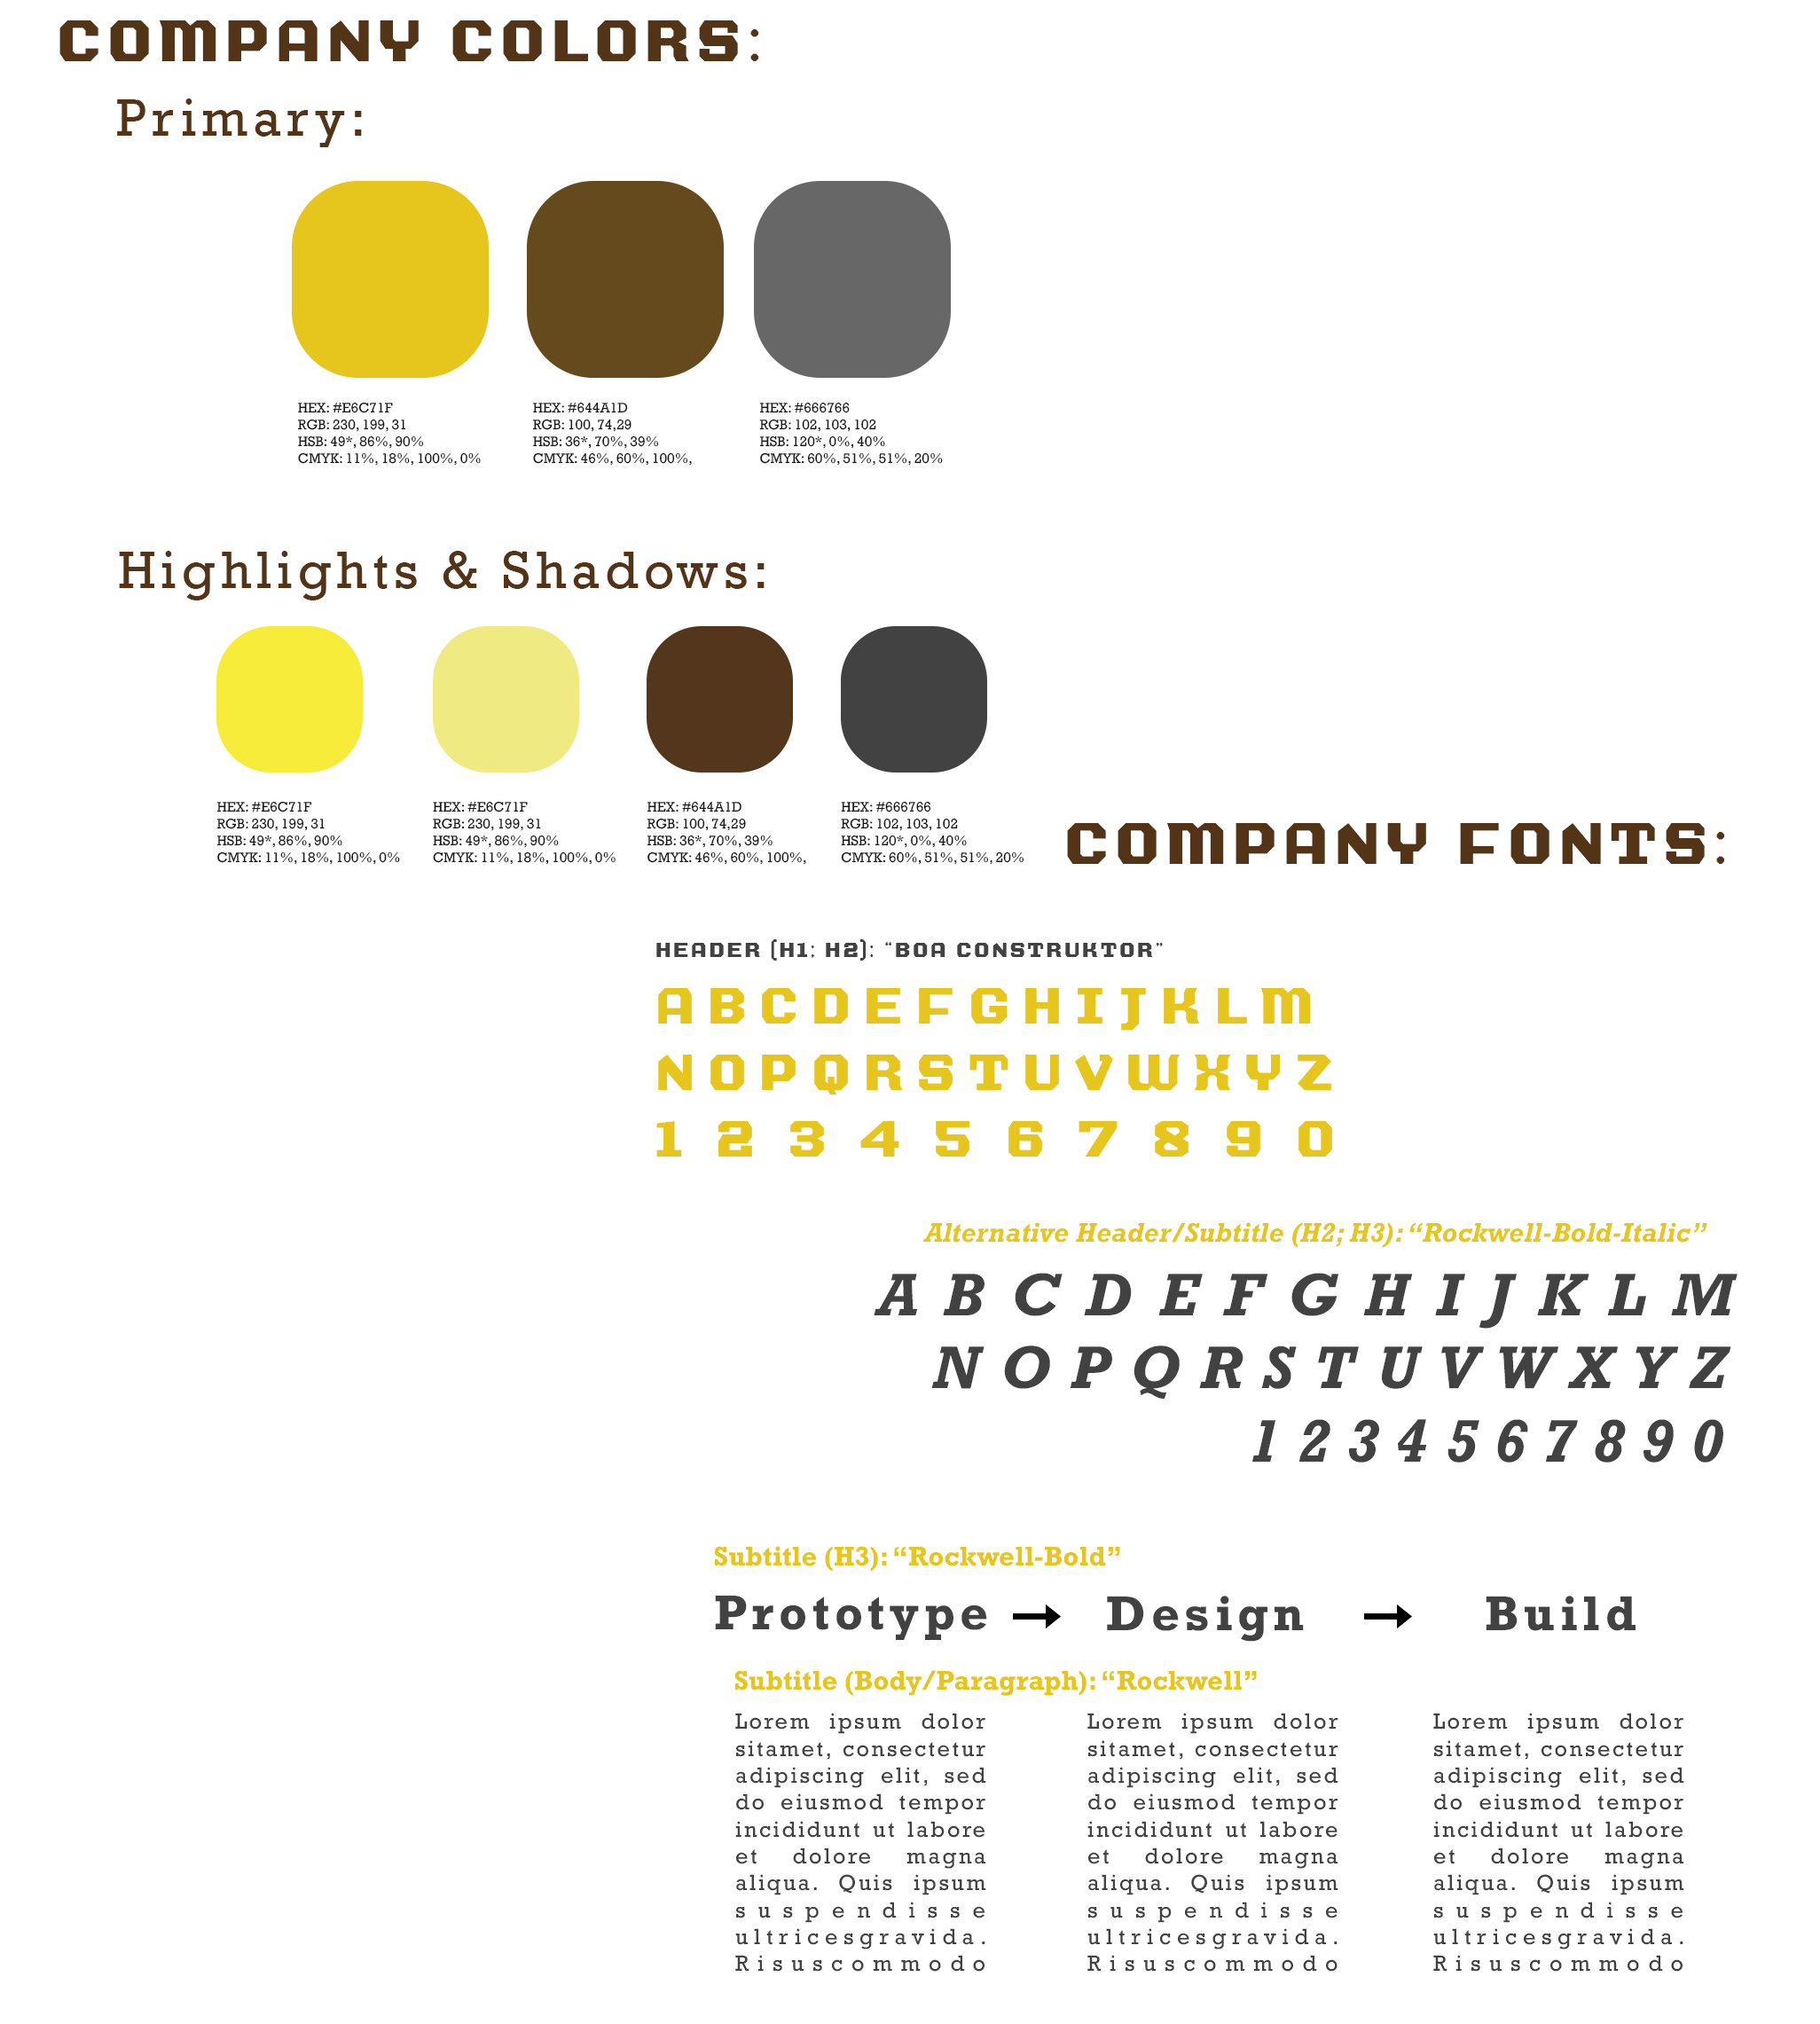 COMPANY COLORS:
Primary:
HEX: #E6C71F
RGB: 230, 199, 31
HSB: 49*, 86%, 90%
CMYK: 11%, 18%, 100%, 0%
HEX: #644A1D
RGB: 100, 74,29
HSB: 36*, 70%, 39%
CMYK: 46%, 60%, 100%,
HEX: #666766
RGB: 102, 103, 102
HSB: 120*, 0%, 40%
CMYK: 60%, 51%, 51%, 20%
Highlights & Shadows:
HEX: #E6C71F
RGB: 230, 199, 31
HSB: 49*, 86%, 90%
CMYK: 11%, 18%, 100%, 0%
HEX: #E6C71F
RGB: 230, 199, 31
HSB: 49*, 86%, 90%
CMYK: 11%, 18%, 100%, 0%
HEX: #644A1D
RGB: 100, 74,29
HSB: 36*, 70%, 39%
CMYK: 46%, 60%, 100%,
HEX: #666766
RGB: 102, 103, 102
HSB: 120*, 0%, 40%
CMYK: 60%, 51%, 51%, 20%
COMPANY FONTS:
HEADER (H1; H2): "BOA CONSTRUKTOR"
A B C D E F G H I J K L M
N O P Q R S T U V W X Y Z
1 2 3 4 5 6 7 8 9 0
Alternative Header/Subtitle (H2; H3): “Rockwell-Bold-Italic”
A B C D E F G H I J K L M
N O P Q R S T U V W X Y Z
1 2 3 4 5 6 7 8 9 0
Subtitle (H3): “Rockwell-Bold”
Prototype → Design → Build
Subtitle (Body/Paragraph): “Rockwell”
Lorem ipsum dolor
sitamet, consectetur
adipiscing elit, sed
do eiusmod tempor
incididunt ut labore
et dolore magna
aliqua. Quis ipsum
suspendisse
ultricesgravida.
Risuscommodo
Lorem ipsum dolor
sitamet, consectetur
adipiscing elit, sed
do eiusmod tempor
incididunt ut labore
et dolore magna
aliqua. Quis ipsum
suspendisse
ultricesgravida.
Risuscommodo
Lorem ipsum dolor
sitamet, consectetur
adipiscing elit, sed
do eiusmod tempor
incididunt ut labore
et dolore magna
aliqua. Quis ipsum
suspendisse
ultricesgravida.
Risuscommodo